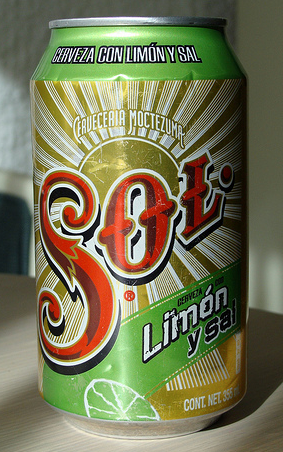 CERVEZA CON LIMÓN Y SAL
CERVECERIA MOCTEZUMA
SOL.
®
CERVEZA
Limón
y sal
CONT. NET. 355